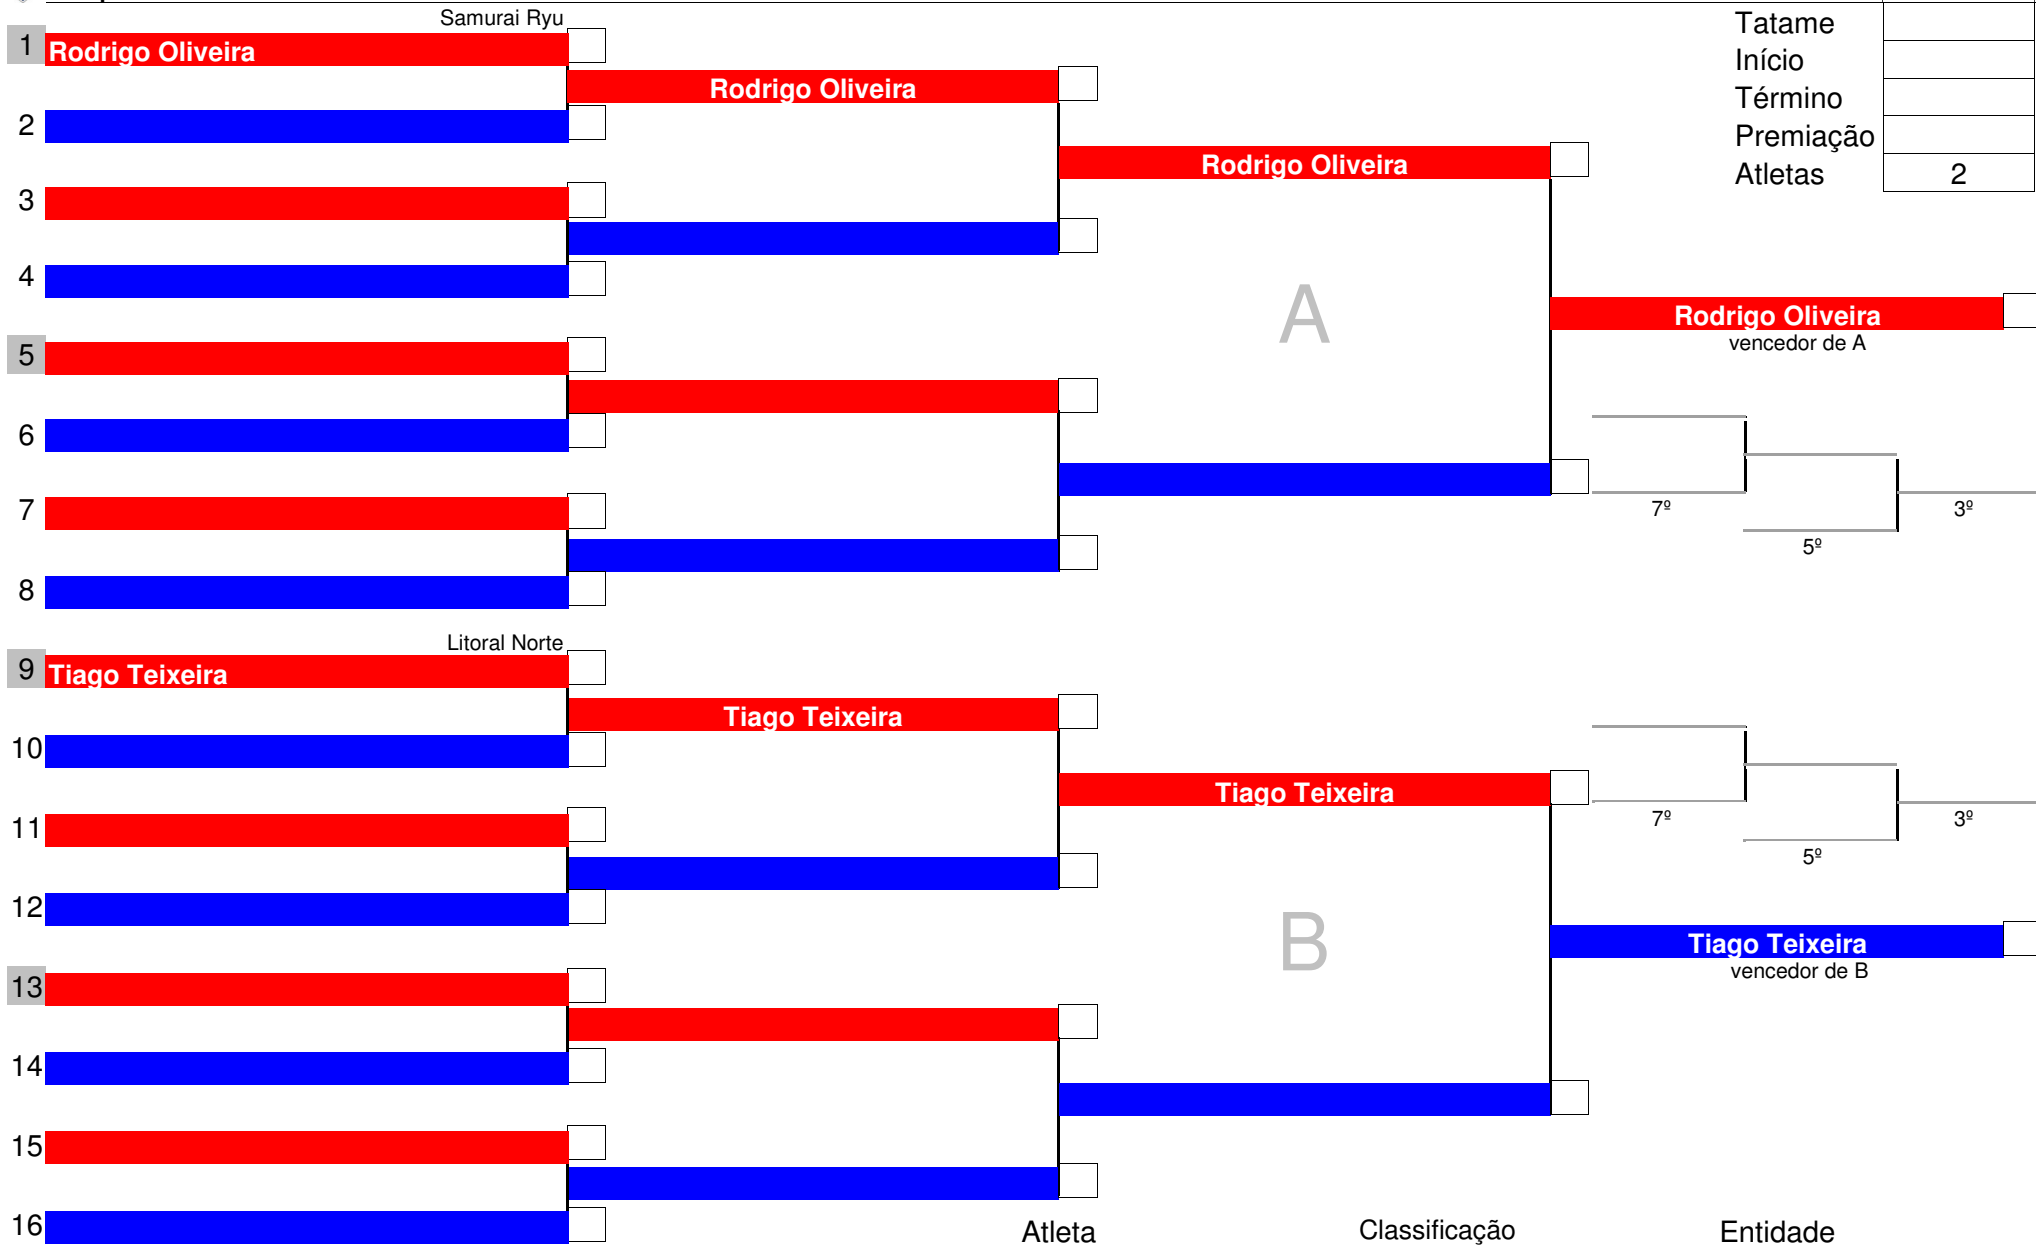 Samurai Ryu
Tatame
1 Rodrigo Oliveira
Início
Rodrigo Oliveira
Término
2
Premiação
Rodrigo Oliveira
Atletas 2
3
4
Rodrigo Oliveira
vencedor de A
A
5
6
7º
3º
7
5º
8
Litoral Norte
9 Tiago Teixeira
Tiago Teixeira
10
Tiago Teixeira
7º
3º
11
5º
12
B
Tiago Teixeira
vencedor de B
13
14
15
16
Atleta Classificação Entidade